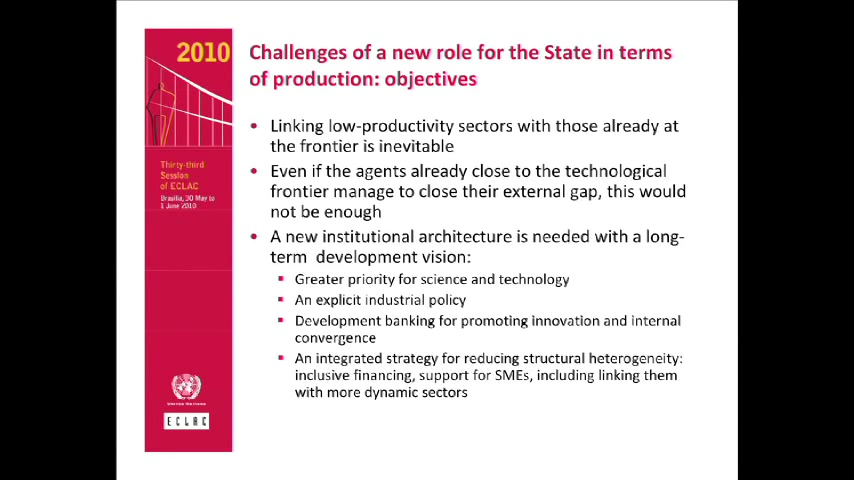 2010
Thirty-third
Session
of ECLAC
Brasilia, 30 May to
1 June 2010
ECLAC
Challenges of a new role for the State in terms
of production: objectives
• Linking low-productivity sectors with those already at
the frontier is inevitable
• Even if the agents already close to the technological
frontier manage to close their external gap, this would
not be enough
• A new institutional architecture is needed with a long-
term development vision:
▪ Greater priority for science and technology
▪ An explicit industrial policy
▪ Development banking for promoting innovation and internal
convergence
▪ An integrated strategy for reducing structural heterogeneity:
inclusive financing, support for SMEs, including linking them
with more dynamic sectors